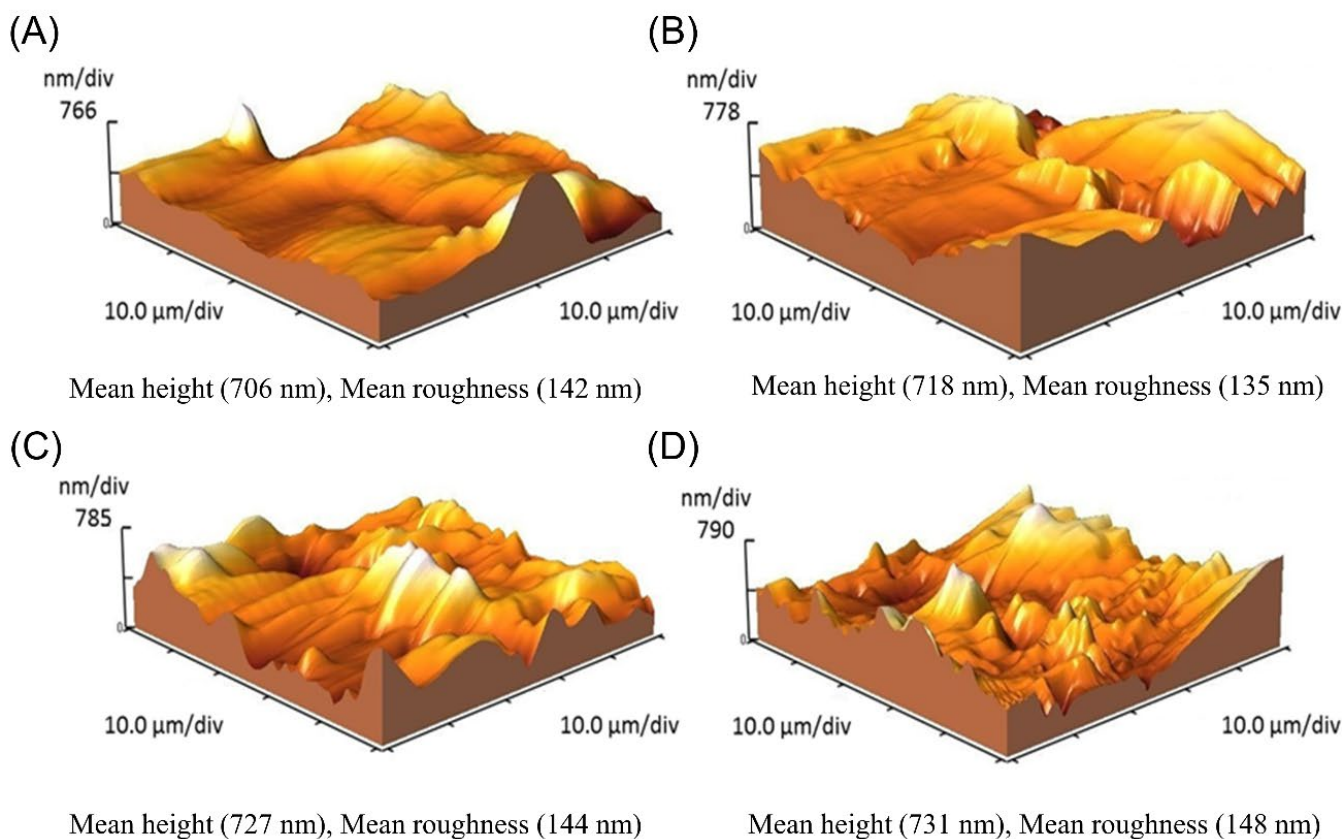 (A)
nm/div
766
0
10.0 µm/div
10.0 µm/div
Mean height (706 nm), Mean roughness (142 nm)
(B)
nm/div
778
0
10.0 µm/div
10.0 µm/div
Mean height (718 nm), Mean roughness (135 nm)
(C)
nm/div
785
0
10.0 µm/div
10.0 µm/div
Mean height (727 nm), Mean roughness (144 nm)
(D)
nm/div
790
0
10.0 µm/div
10.0 µm/div
Mean height (731 nm), Mean roughness (148 nm)